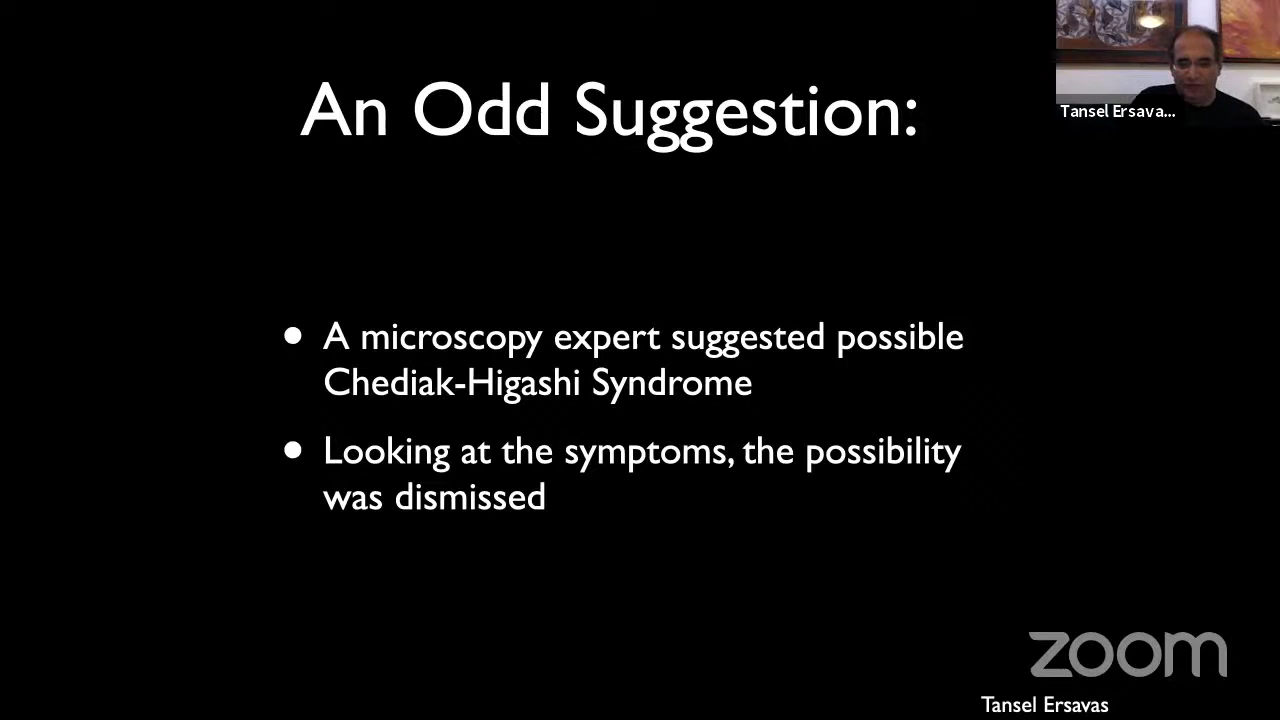 An Odd Suggestion:
Tansel Ersava...
• A microscopy expert suggested possible
Chediak-Higashi Syndrome
• Looking at the symptoms, the possibility
was dismissed
zoom
Tansel Ersavas